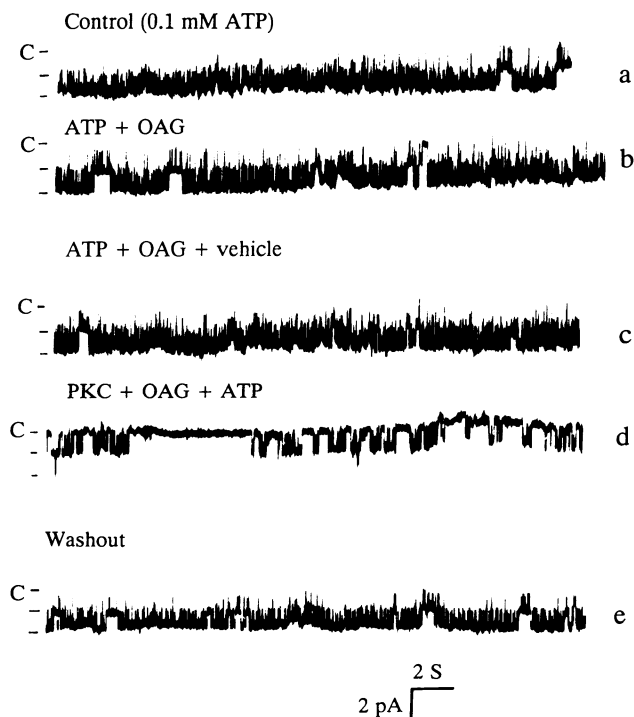 Control (0.1 mM ATP)
C
a
ATP + OAG
C
b
ATP + OAG + vehicle
C
c
PKC + OAG + ATP
C
d
Washout
C
e
2 S
2 pA